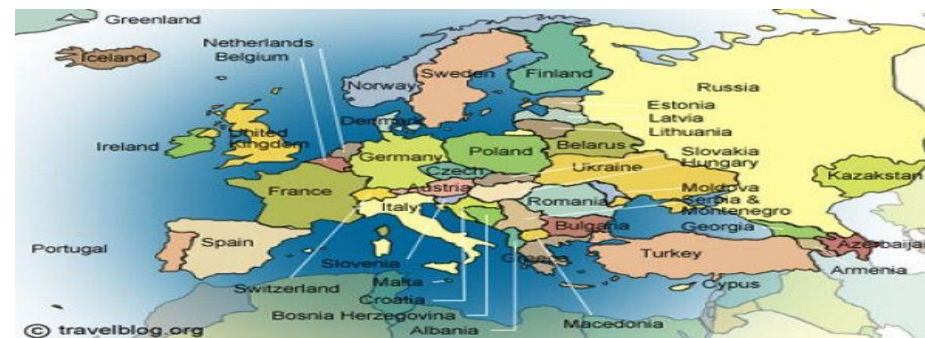 Greenland
Netherlands
Iceland
Belgium
Sweden
Finland
Norway
Russia
Estonia
Denmark
Latvia
Lithuania
Ireland
United
Kingdom
Belarus
Poland
Slovakia
Germany
Hungary
Czech
Ukraine
Kazakstan
France
Austria
Moldova
Romania
Serbia &
Montenegro
Italy
Bulgaria
Georgia
Portugal
Spain
Azerbaijan
Greece
Turkey
Slovenia
Armenia
Malta
Cypus
Switzerland
Croatia
Bosnia Herzegovina
Macedonia
Albania
© travelblog.org